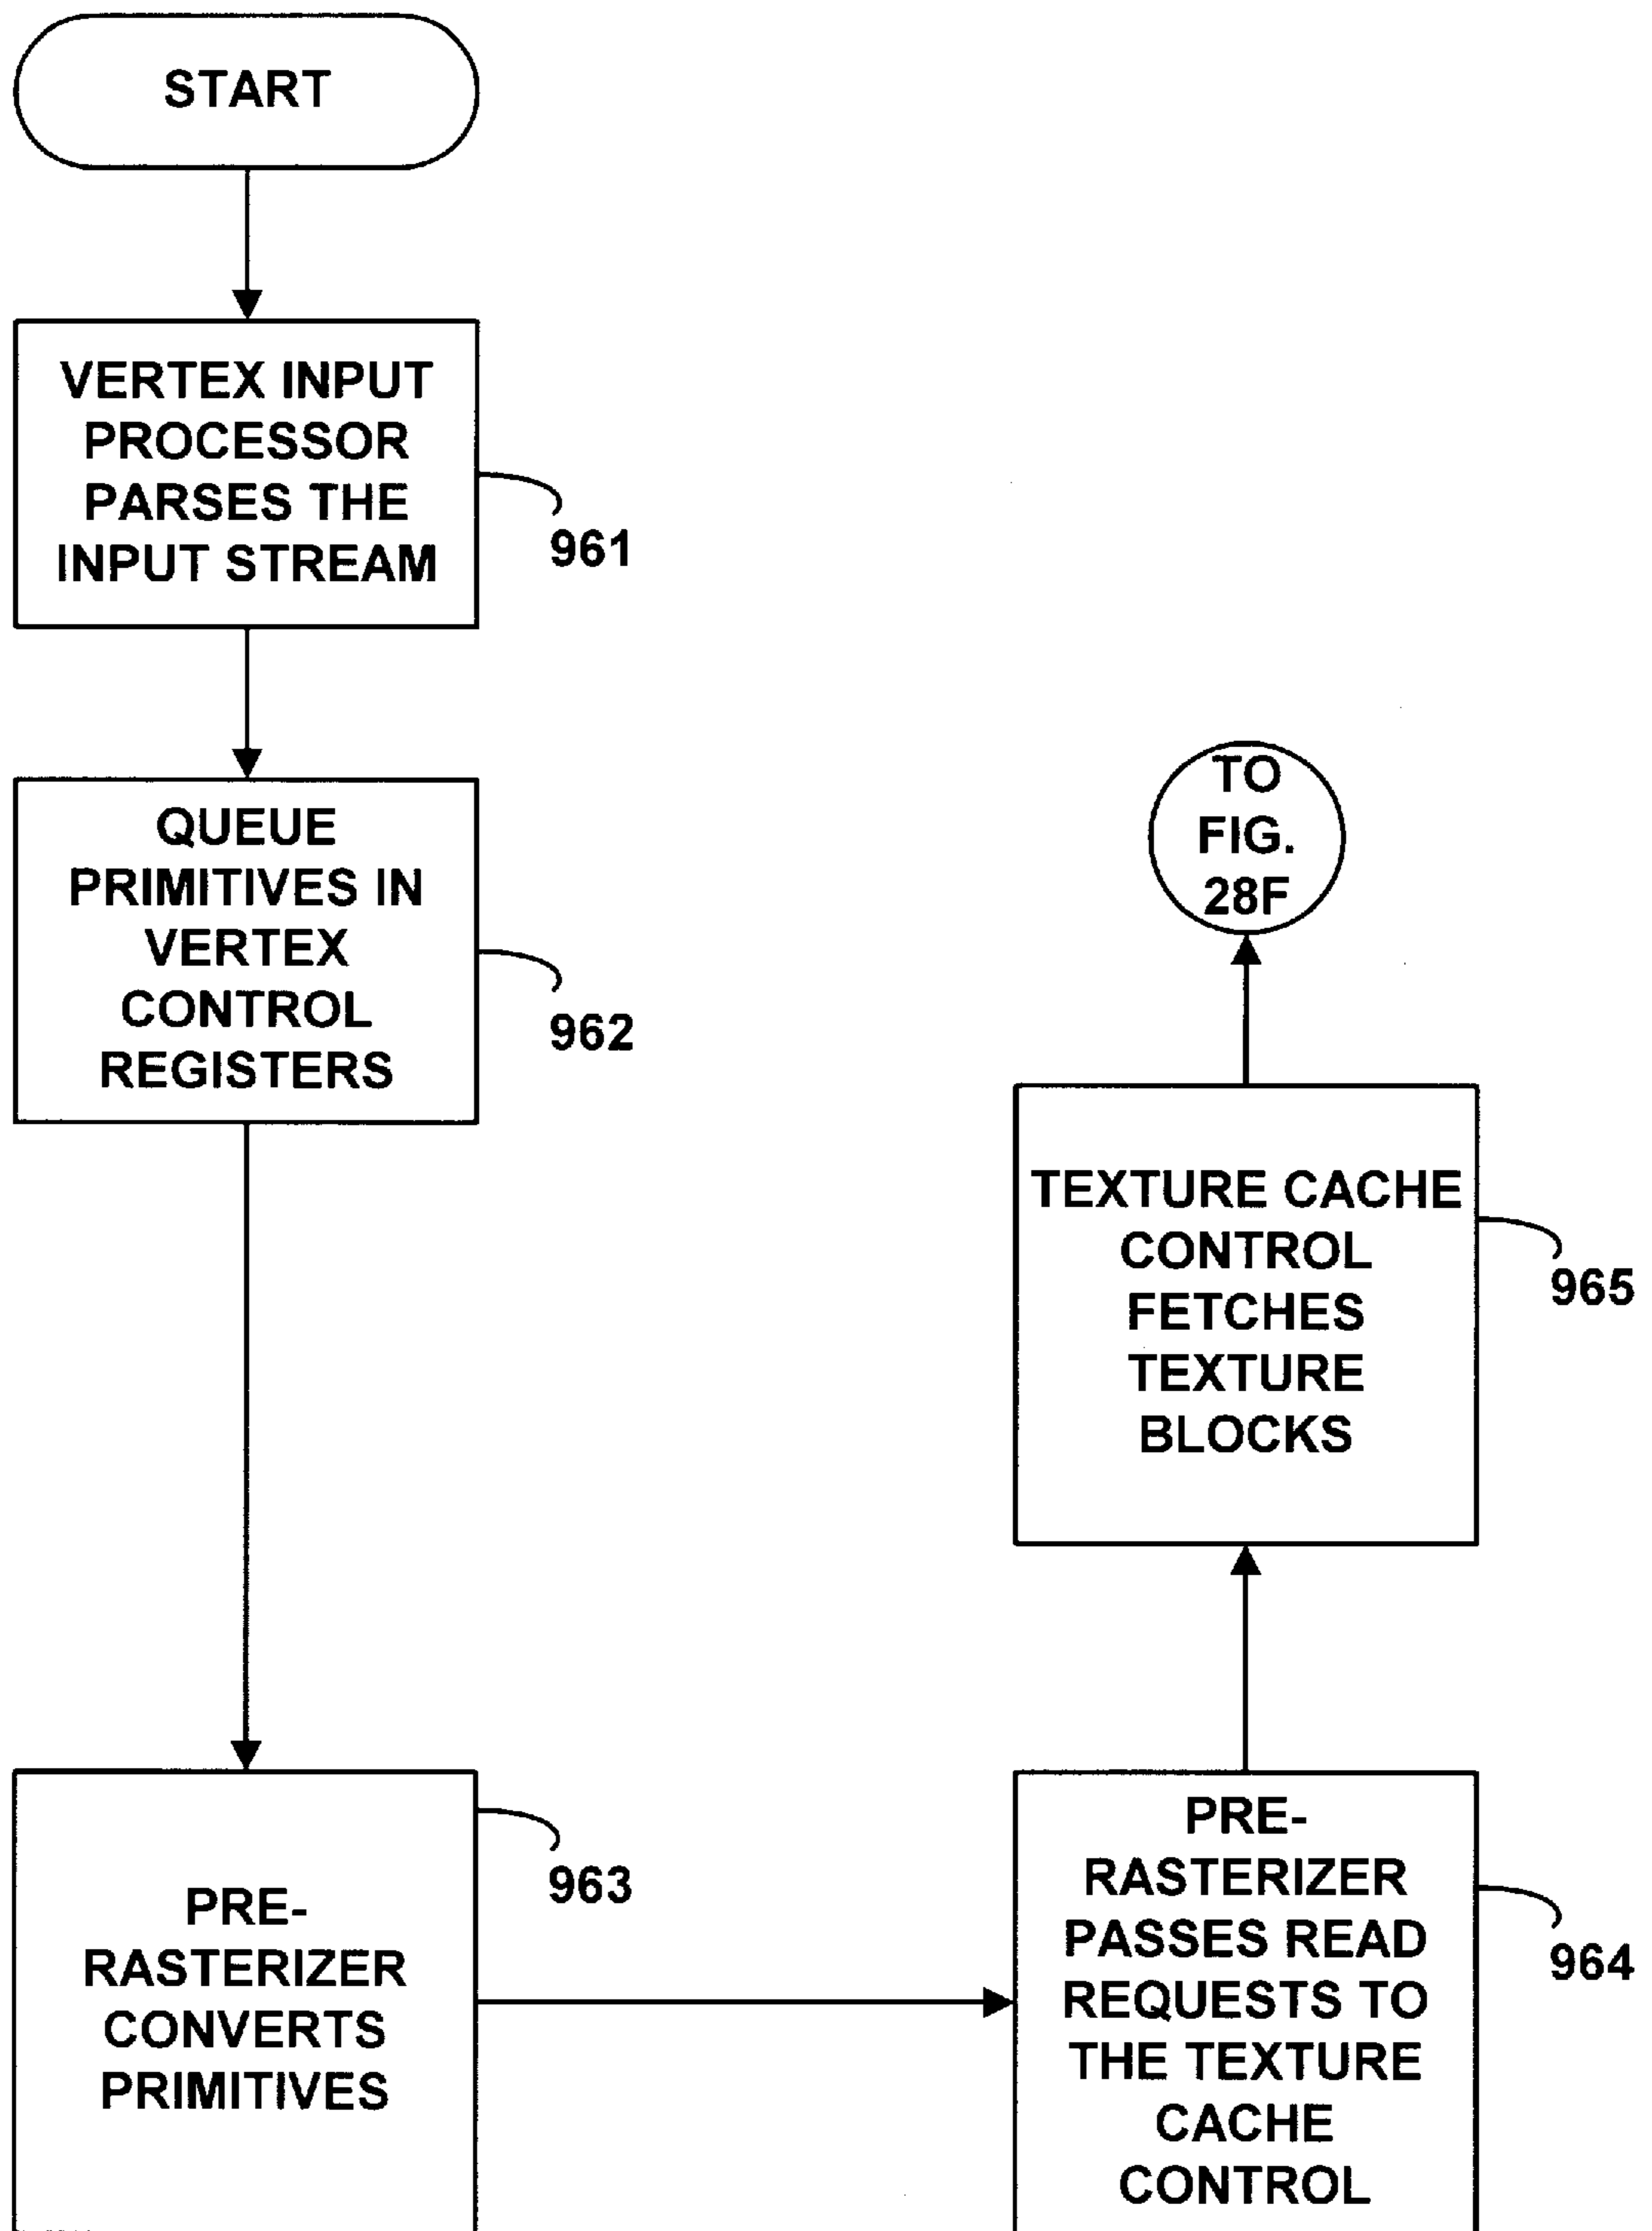 START
VERTEX INPUT
PROCESSOR
PARSES THE
INPUT STREAM
961
QUEUE
PRIMITIVES IN
VERTEX
CONTROL
REGISTERS
962
PRE-
RASTERIZER
CONVERTS
PRIMITIVES
963
PRE-
RASTERIZER
PASSES READ
REQUESTS TO
THE TEXTURE
CACHE
CONTROL
964
TEXTURE CACHE
CONTROL
FETCHES
TEXTURE
BLOCKS
965
TO
FIG.
28F